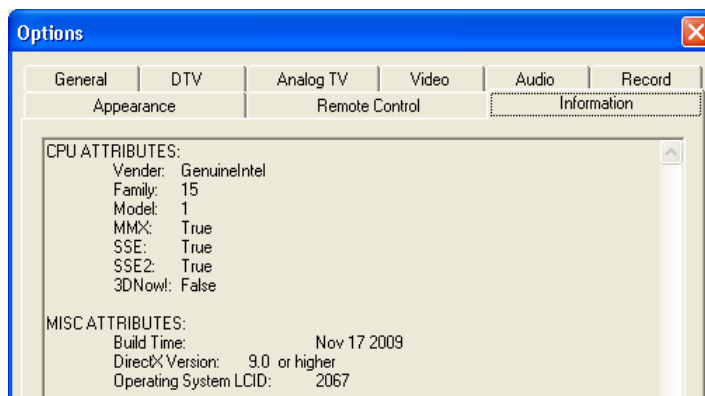 Options
General DTV Analog TV Video Audio Record
Appearance Remote Control Information
CPU ATTRIBUTES:
Vender: GenuineIntel
Family: 15
Model: 1
MMX: True
SSE: True
SSE2: True
3DNow!: False
MISC ATTRIBUTES:
Build Time: Nov 17 2009
DirectX Version: 9.0 or higher
Operating System LCID: 2067